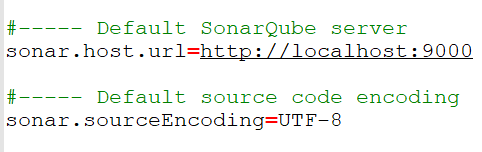 #----- Default SonarQube server
sonar.host.url=http://localhost:9000
#----- Default source code encoding
sonar.sourceEncoding=UTF-8